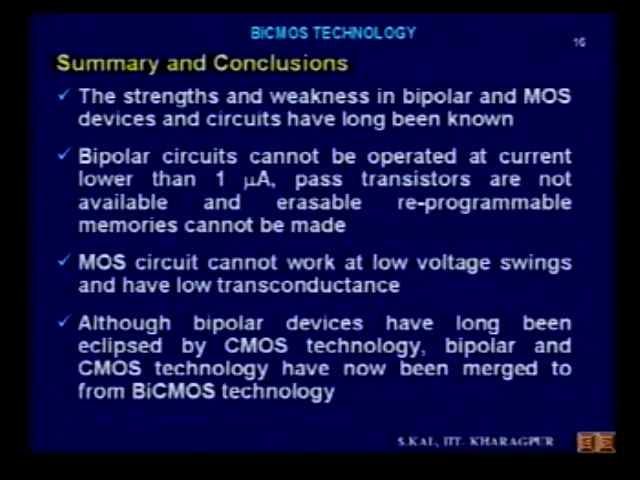 BiCMOS TECHNOLOGY
16
Summary and Conclusions
✓ The strengths and weakness in bipolar and MOS
devices and circuits have long been known
✓ Bipolar circuits cannot be operated at current
lower than 1 μA, pass transistors are not
available and erasable re-programmable
memories cannot be made
✓ MOS circuit cannot work at low voltage swings
and have low transconductance
✓ Although bipolar devices have long been
eclipsed by CMOS technology, bipolar and
CMOS technology have now been merged to
from BiCMOS technology
S.KAL, IIT. KHARAGPUR